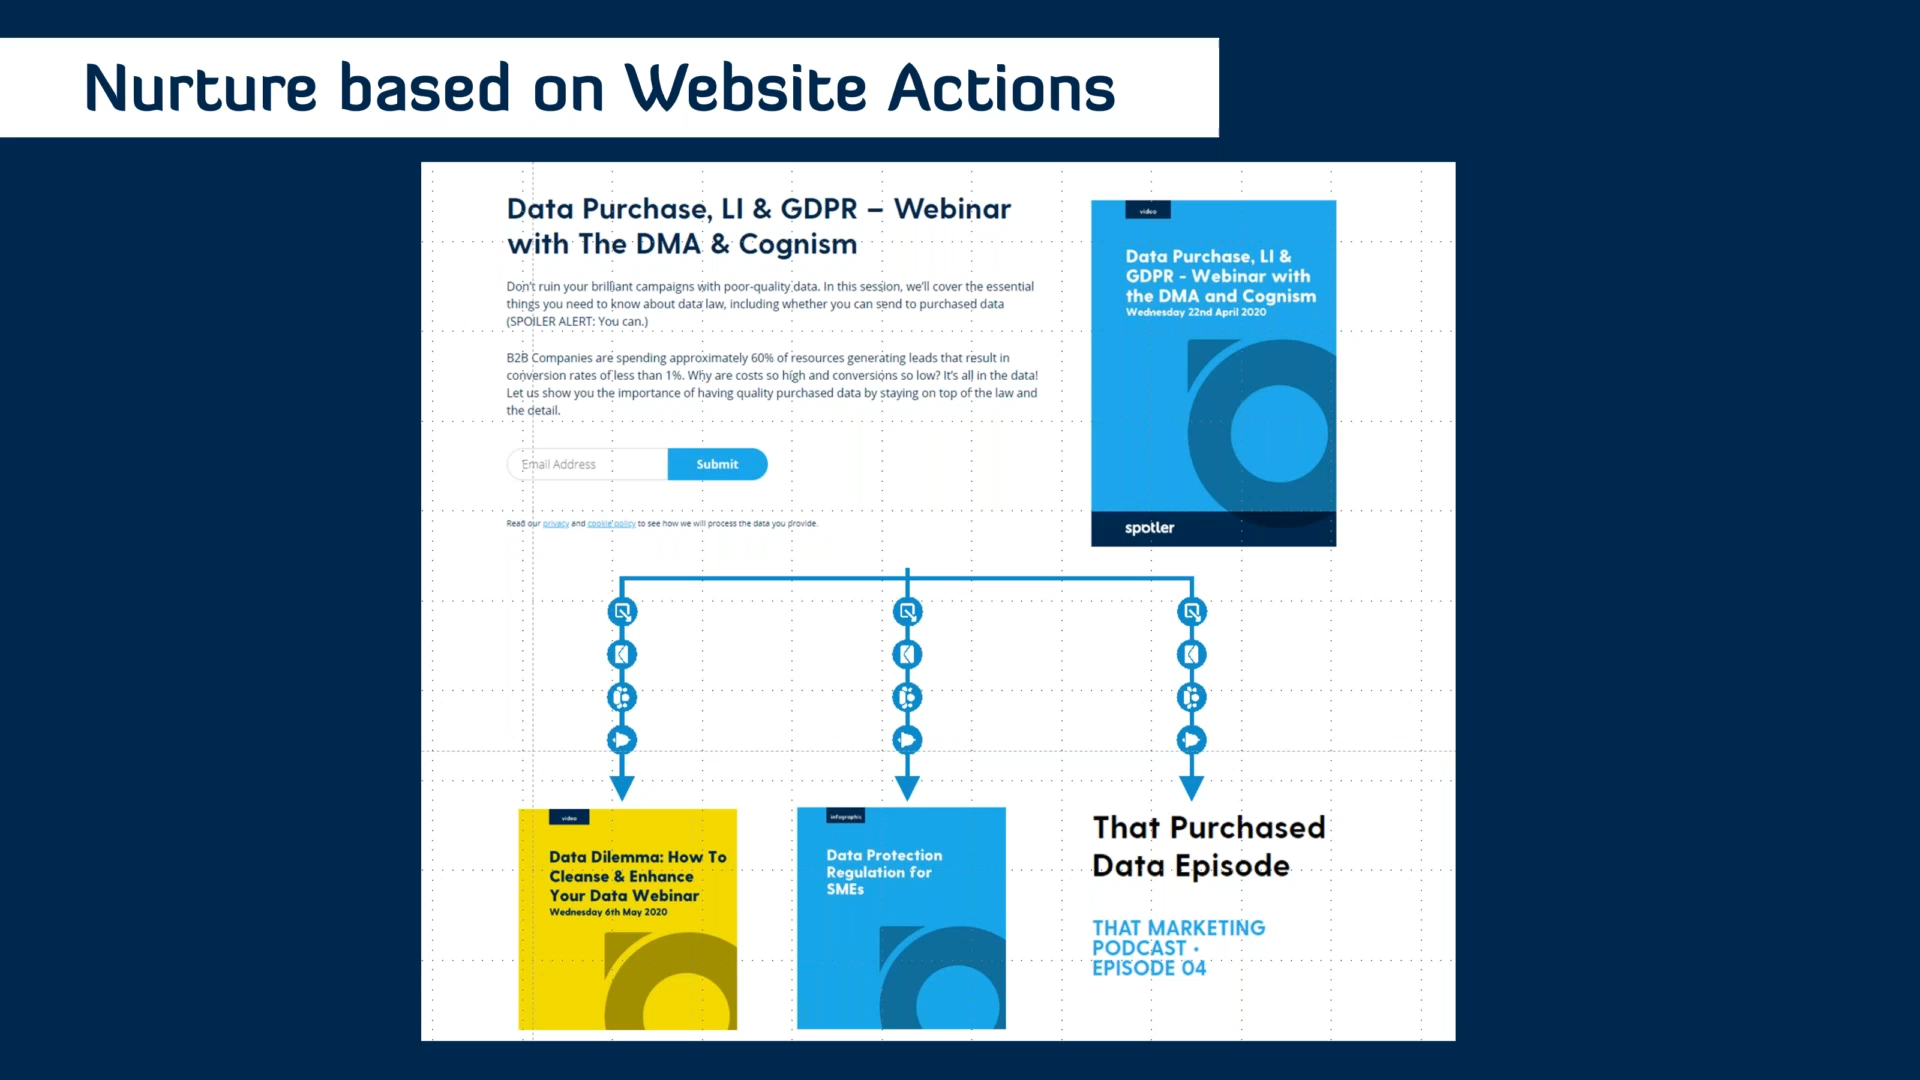 Nurture based on Website Actions
Data Purchase, LI & GDPR – Webinar
with The DMA & Cognism
Don't ruin your brilliant campaigns with poor-quality data. In this session, we'll cover the essential
things you need to know about data law, including whether you can send to purchased data
(SPOILER ALERT: You can.)
B2B Companies are spending approximately 60% of resources generating leads that result in
conversion rates of less than 1%. Why are costs so high and conversions so low? It's all in the data!
Let us show you the importance of having quality purchased data by staying on top of the law and
the detail.
Email Address
Submit
Read our privacy and cookie policy to see how we will process the data you provide.
video
Data Purchase, LI &
GDPR - Webinar with
the DMA and Cognism
Wednesday 22nd April 2020
spotler
video
Data Dilemma: How To
Cleanse & Enhance
Your Data Webinar
Wednesday 6th May 2020
infographic
Data Protection
Regulation for
SMEs
That Purchased
Data Episode
THAT MARKETING
PODCAST •
EPISODE 04